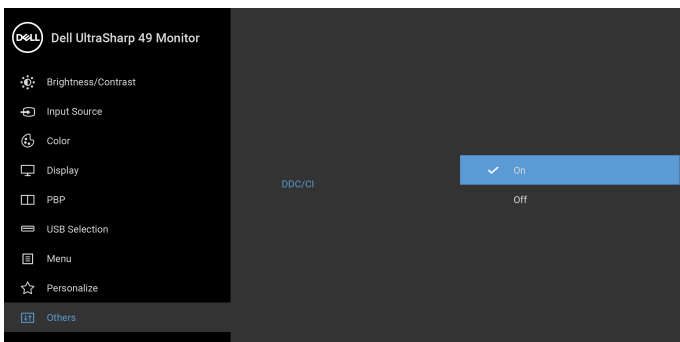 DELL Dell UltraSharp 49 Monitor
Brightness/Contrast
Input Source
Color
Display
PBP
USB Selection
Menu
Personalize
Others
DDC/CI
On
Off